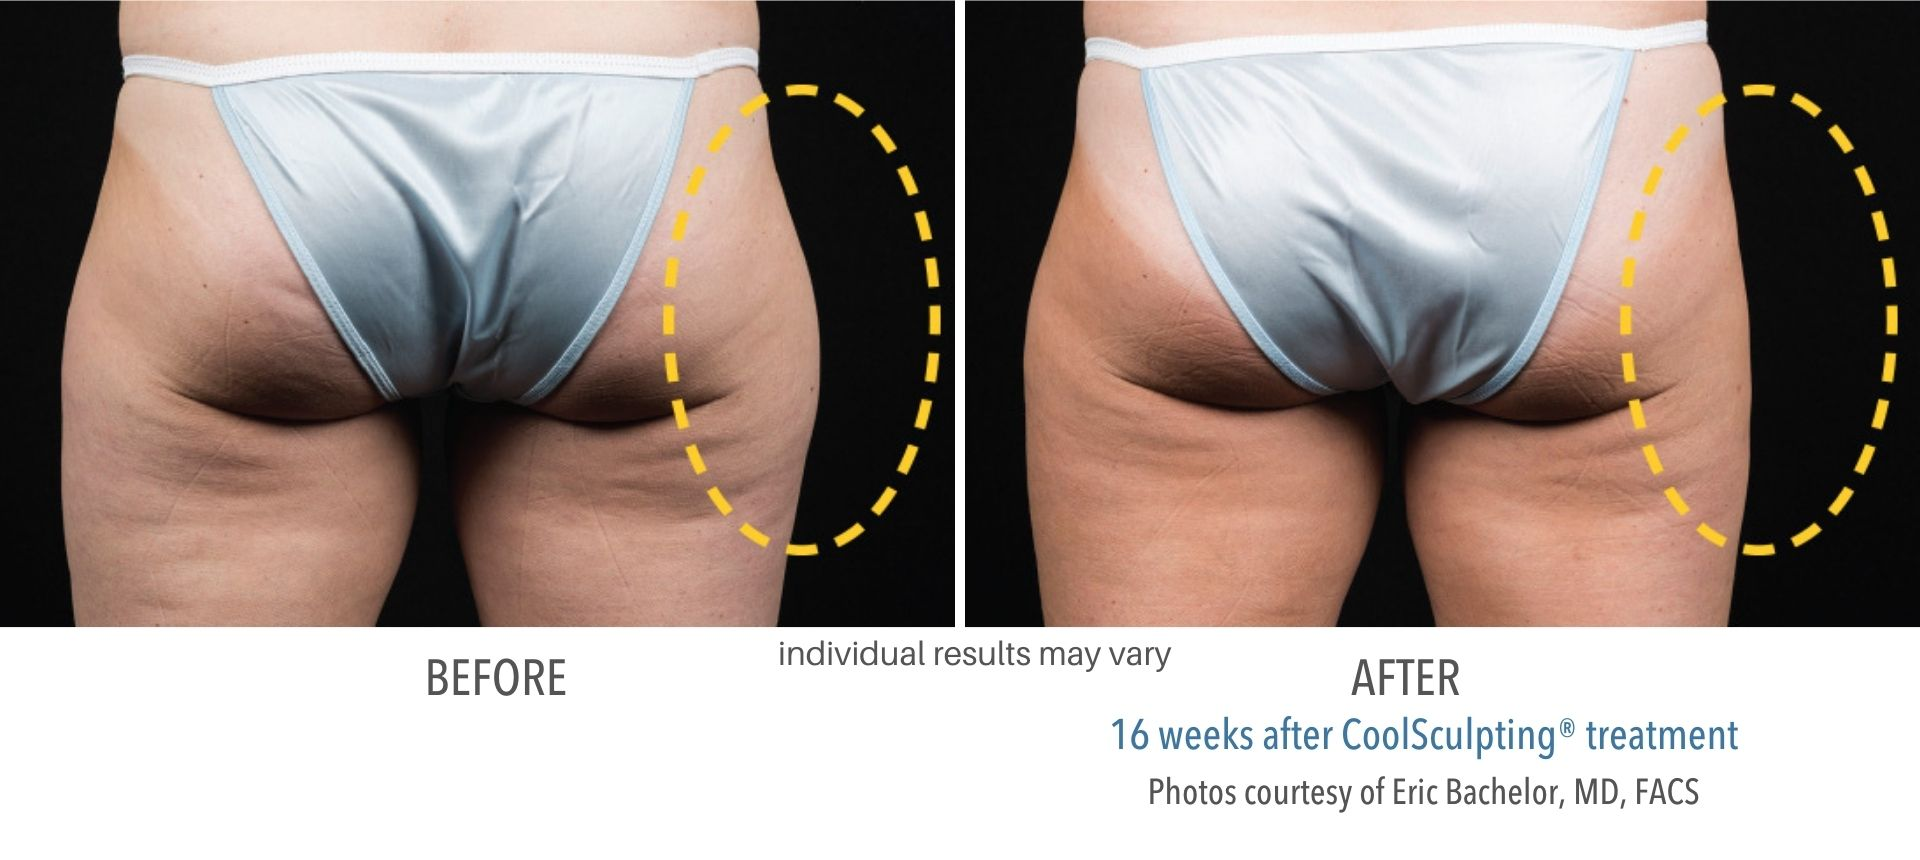 BEFORE
individual results may vary
AFTER
16 weeks after CoolSculpting® treatment
Photos courtesy of Eric Bachelor, MD, FACS